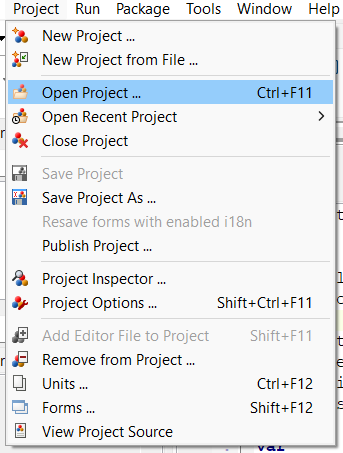 Project Run Package Tools Window Help
New Project ...
New Project from File ...
Open Project ... Ctrl+F11
Open Recent Project
Close Project
Save Project
Save Project As ...
Resave forms with enabled i18n
Publish Project ...
Project Inspector ...
Project Options ... Shift+Ctrl+F11
Add Editor File to Project Shift+F11
Remove from Project ...
Units ... Ctrl+F12
Forms ... Shift+F12
View Project Source
var